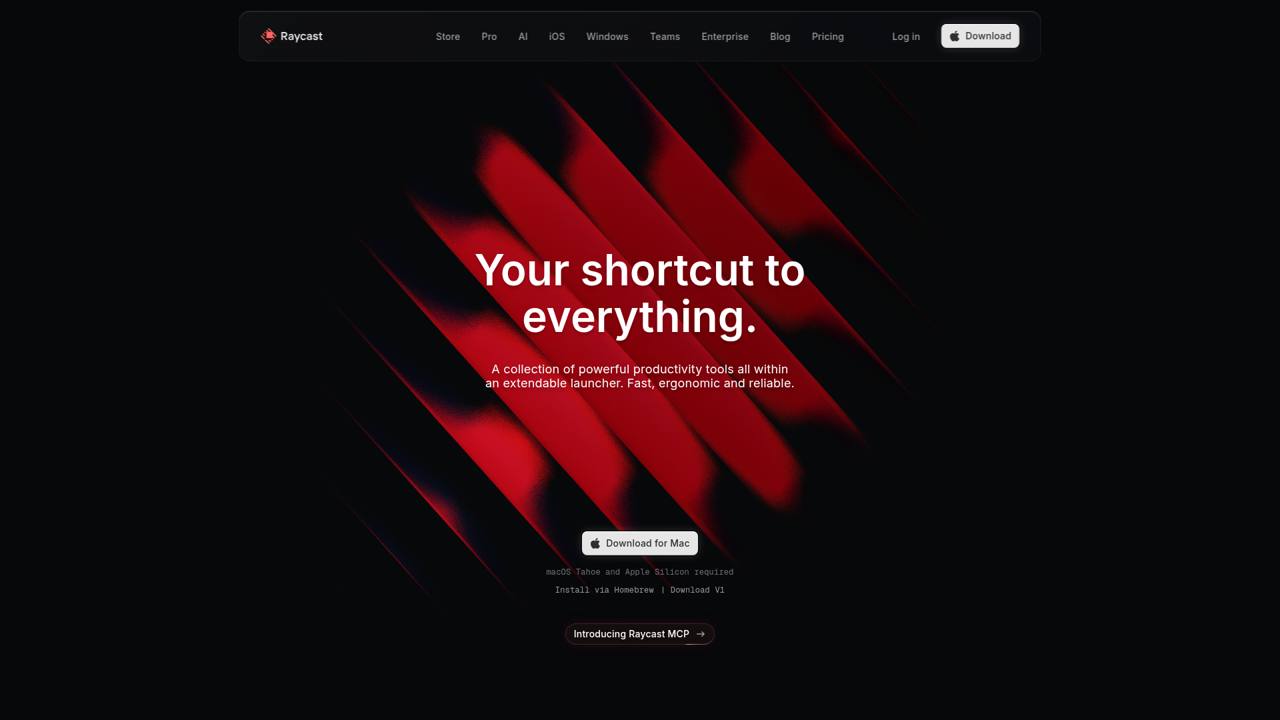 Raycast
Store Pro AI iOS Windows Teams Enterprise Blog Pricing Log in Download
Your shortcut to
everything.
A collection of powerful productivity tools all within
an extendable launcher. Fast, ergonomic and reliable.
Download for Mac
macOS Tahoe and Apple Silicon required
Install via Homebrew | Download V1
Introducing Raycast MCP →